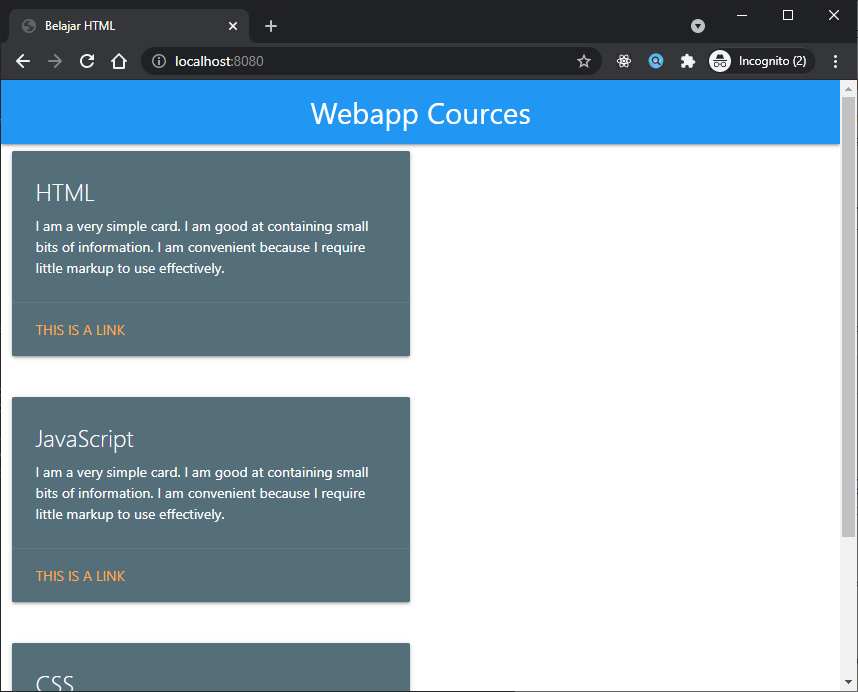 Belajar HTML
localhost:8080
Incognito (2)
Webapp Cources
HTML
I am a very simple card. I am good at containing small
bits of information. I am convenient because I require
little markup to use effectively.
THIS IS A LINK
JavaScript
I am a very simple card. I am good at containing small
bits of information. I am convenient because I require
little markup to use effectively.
THIS IS A LINK
CSS